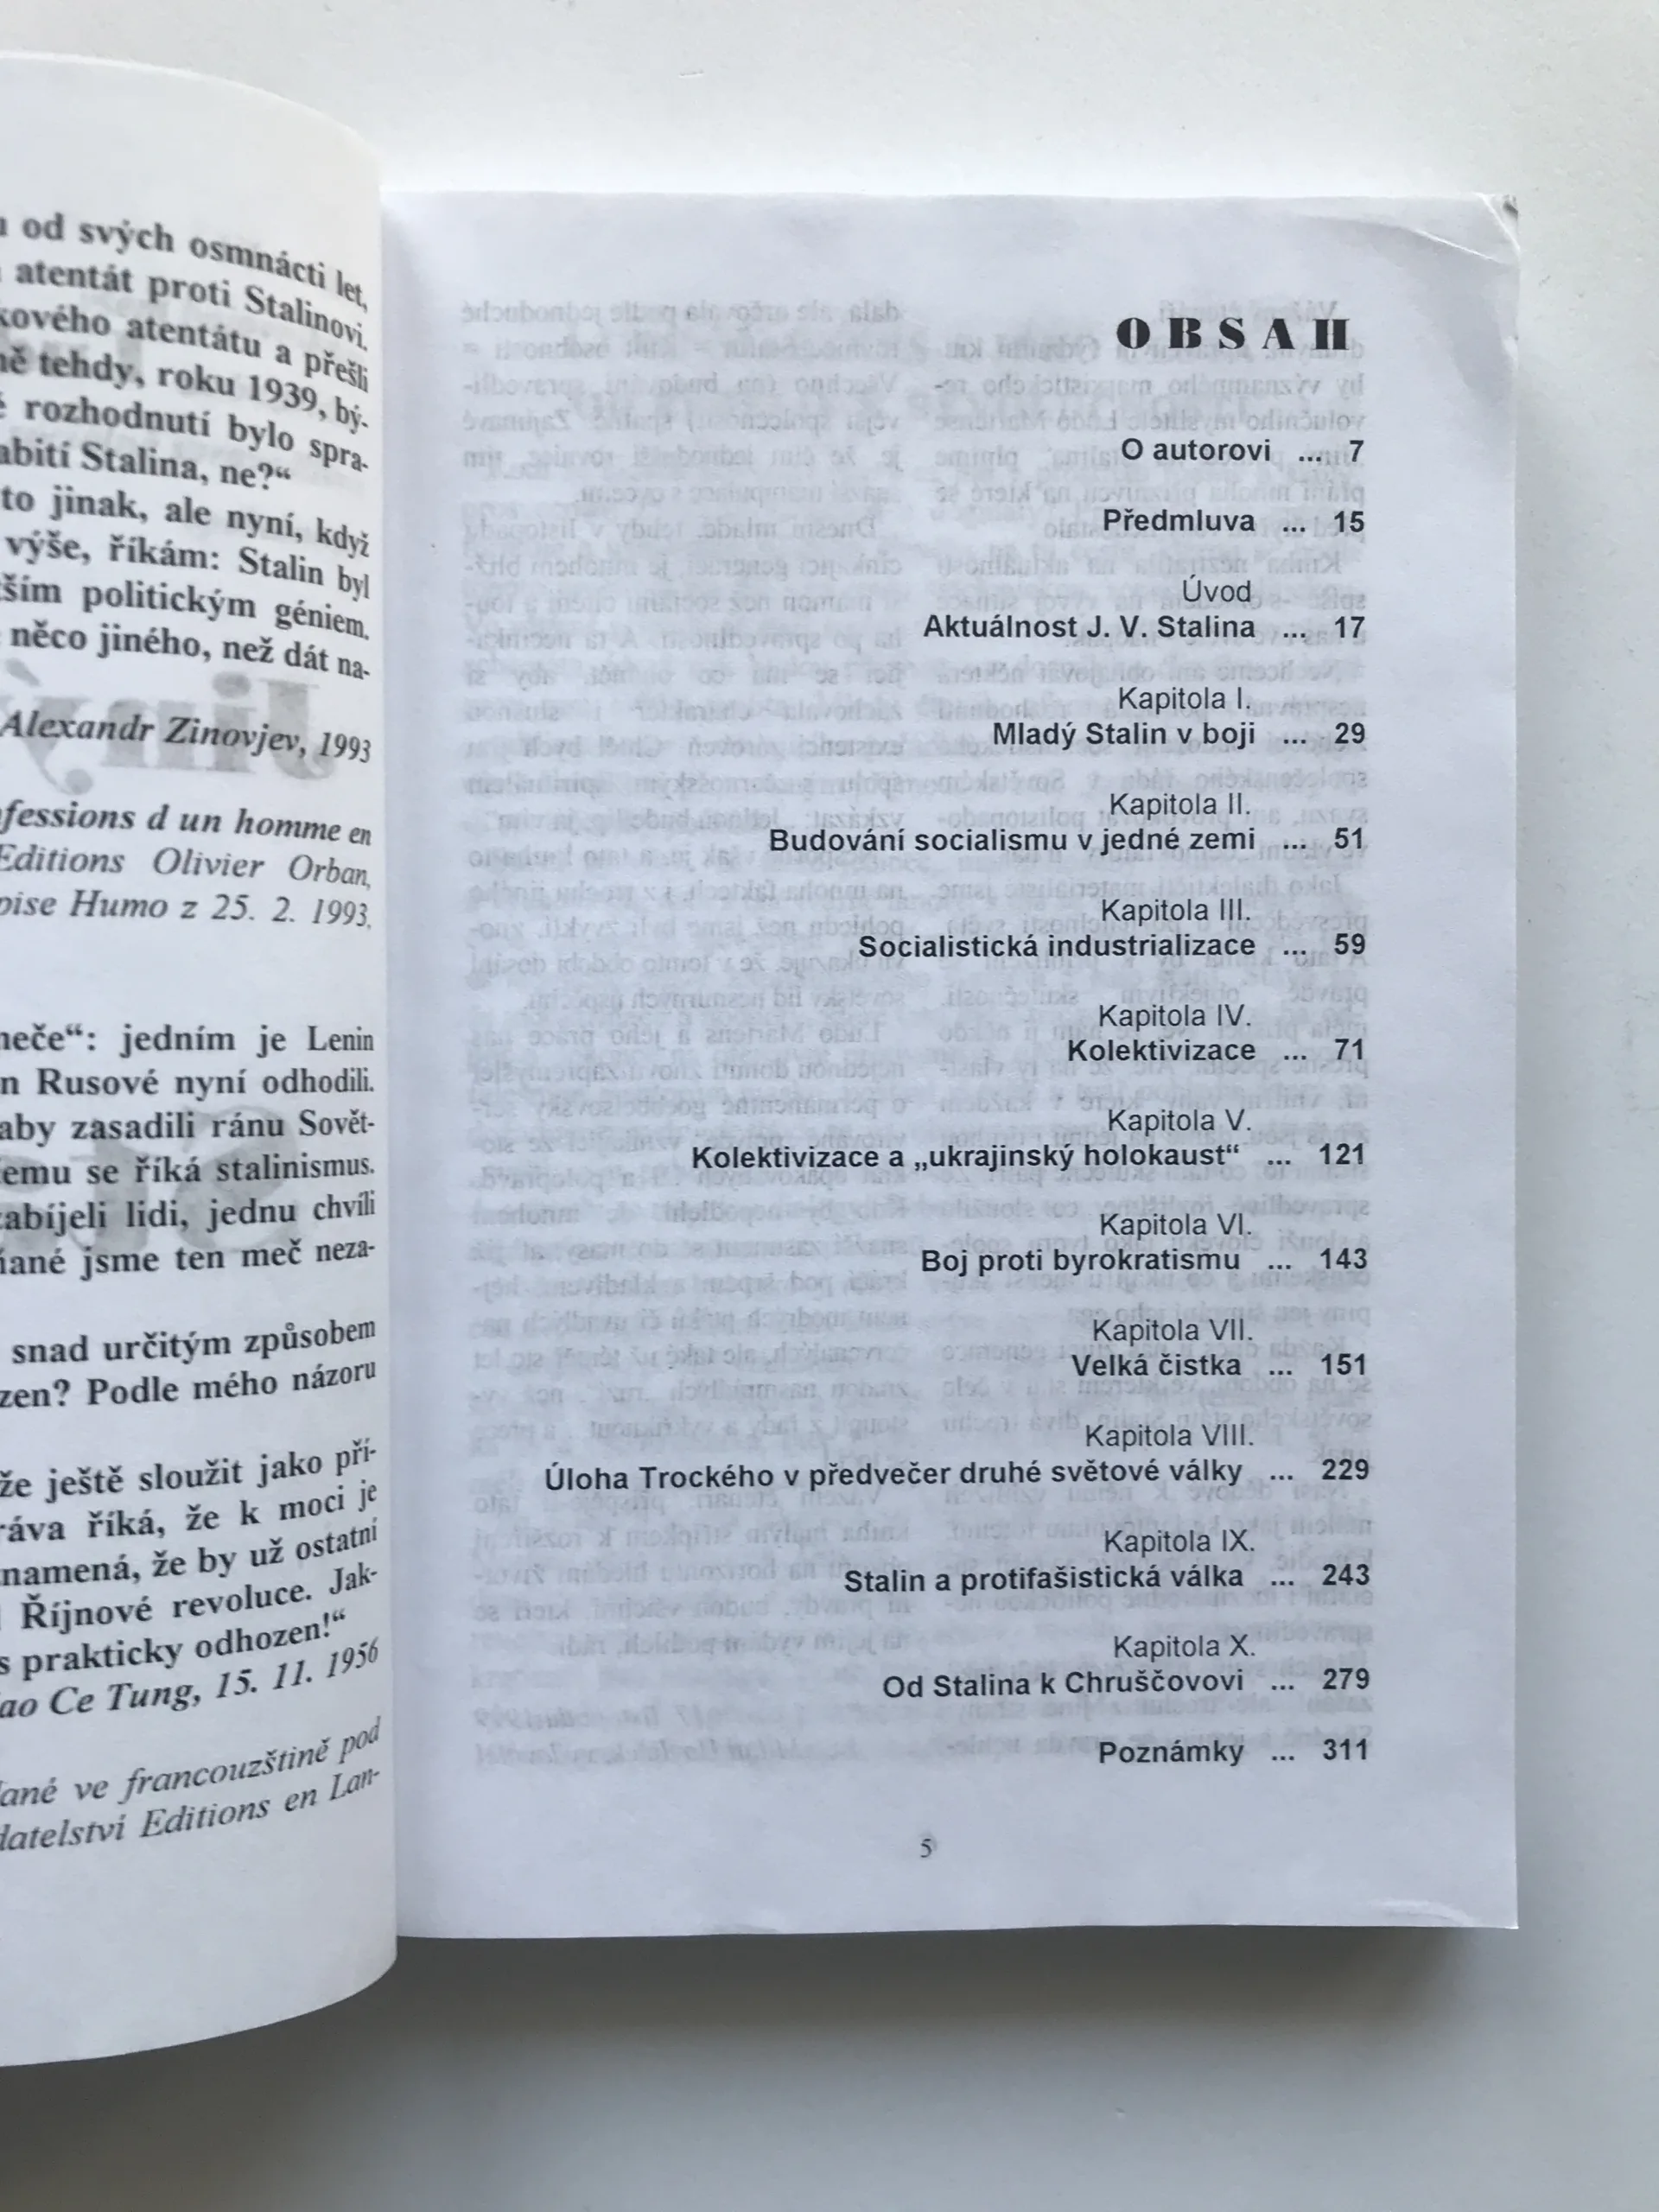 od svých osmnácti let,
atentát proti Stalinovi.
kového atentátu a přešli
tehdy, roku 1939, bý-
rozhodnutí bylo spra-
abití Stalina, ne?“
to jinak, ale nyní, když
výše, říkám: Stalin byl
ším politickým géniem.
něco jiného, než dát na-
Alexandr Zinovjev, 1993
fessions d un homme en
Editions Olivier Orban,
pise Humo z 25. 2. 1993,
meče“: jedním je Lenin
n Rusové nyní odhodili.
aby zasadili ránu Sovět-
emu se říká stalinismus.
zabíjeli lidi, jednu chvíli
jsme ten meč neza-
snad určitým způsobem
zen? Podle mého názoru
že ještě sloužit jako pří-
ráva říká, že k moci je
namená, že by už ostatní
Říjnové revoluce. Jak-
s prakticky odhozen!“
ao Ce Tung, 15. 11. 1956
ané ve francouzštině pod
datelství Editions en Lan-
OBSAH
O autorovi ... 7
Předmluva ... 15
Úvod
Aktuálnost J. V. Stalina ... 17
Kapitola I.
Mladý Stalin v boji ... 29
Kapitola II.
Budování socialismu v jedné zemi ... 51
Kapitola III.
Socialistická industrializace ... 59
Kapitola IV.
Kolektivizace ... 71
Kapitola V.
Kolektivizace a „ukrajinský holokaust“ ... 121
Kapitola VI.
Boj proti byrokratismu ... 143
Kapitola VII.
Velká čistka ... 151
Kapitola VIII.
Úloha Trockého v předvečer druhé světové války ... 229
Kapitola IX.
Stalin a protifašistická válka ... 243
Kapitola X.
Od Stalina k Chruščovovi ... 279
Poznámky ... 311
5